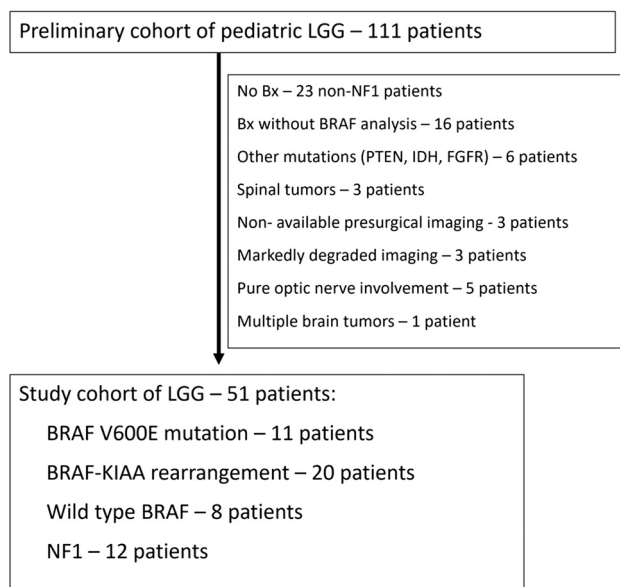 Preliminary cohort of pediatric LGG – 111 patients
No Bx – 23 non-NF1 patients
Bx without BRAF analysis – 16 patients
Other mutations (PTEN, IDH, FGFR) – 6 patients
Spinal tumors – 3 patients
Non- available presurgical imaging - 3 patients
Markedly degraded imaging – 3 patients
Pure optic nerve involvement – 5 patients
Multiple brain tumors – 1 patient
Study cohort of LGG – 51 patients:
BRAF V600E mutation – 11 patients
BRAF-KIAA rearrangement – 20 patients
Wild type BRAF – 8 patients
NF1 – 12 patients